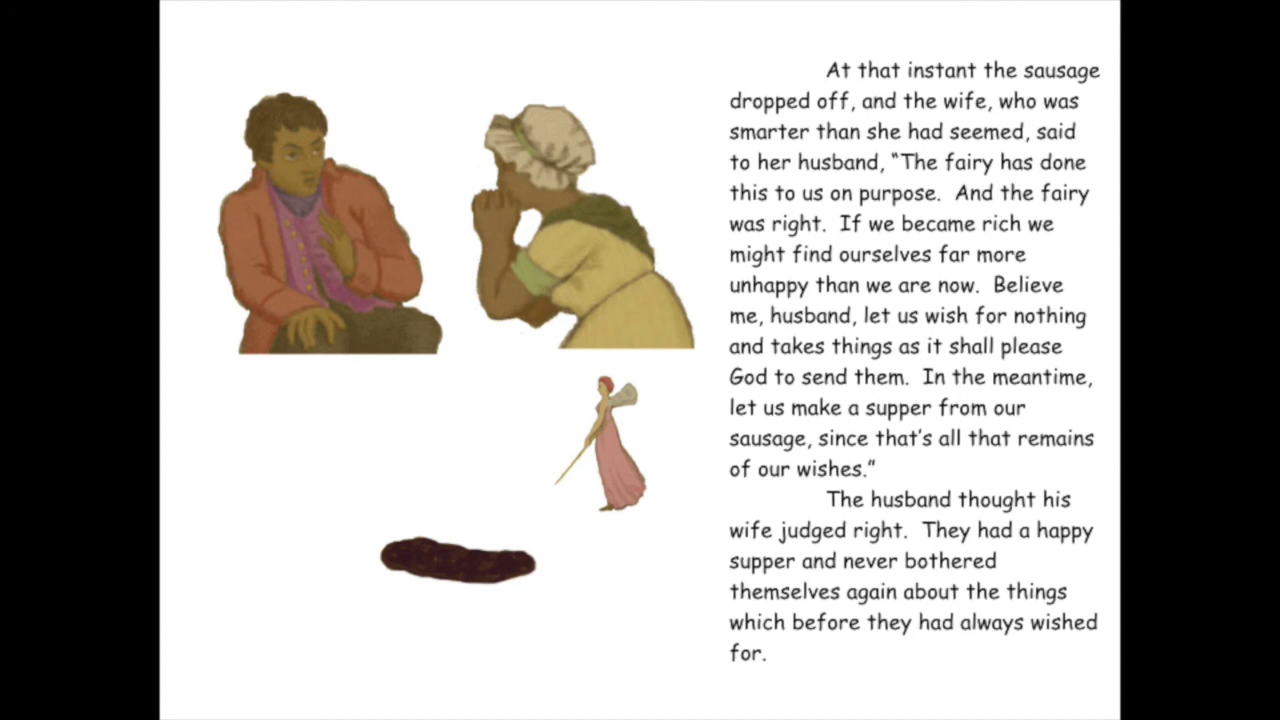 At that instant the sausage
dropped off, and the wife, who was
smarter than she had seemed, said
to her husband, “The fairy has done
this to us on purpose.  And the fairy
was right.  If we became rich we
might find ourselves far more
unhappy than we are now.  Believe
me, husband, let us wish for nothing
and takes things as it shall please
God to send them.  In the meantime,
let us make a supper from our
sausage, since that’s all that remains
of our wishes.”
The husband thought his
wife judged right.  They had a happy
supper and never bothered
themselves again about the things
which before they had always wished
for.